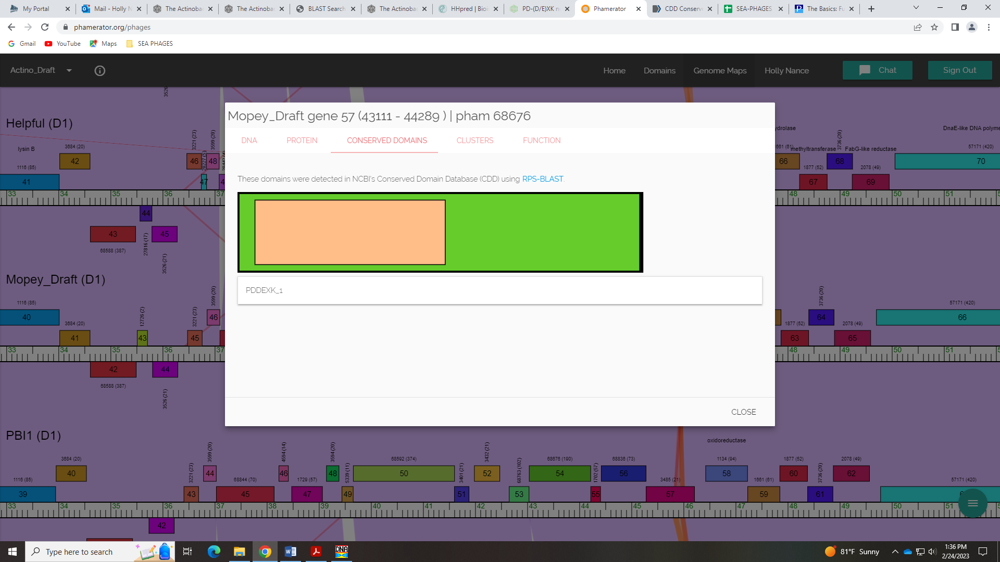 My Portal
Mail - Holly N
The Actinoba
The Actinoba
BLAST Search
The Actinoba
HHpred | Bioi
PD-(D/E)XK n
Phamerator
CDD Conserv
SEA-PHAGES
The Basics: Fu
phamerator.org/phages
Gmail
YouTube
Maps
SEA PHAGES
Actino_Draft
Home
Domains
Genome Maps
Holly Nance
Chat
Sign Out
Mopey_Draft gene 57 (43111 - 44289 ) | pham 68676
DNA
PROTEIN
CONSERVED DOMAINS
CLUSTERS
FUNCTION
These domains were detected in NCBI's Conserved Domain Database (CDD) using RPS-BLAST.
PDDEXK_1
CLOSE
3526 (21)
Helpful (D1)
lysin B
3684 (20)
3221 (23)
3599 (20)
42
46
48
1116 (85)
41
47
33
34
35
36
37
44
43
45
68588 (387)
27816 (17)
3526 (21)
ydrolase
3736 (20)
DnaE-like DNA polyme
methyltransferase
FabG-like reductase
57171 (420)
66
68
70
1877 (52)
2078 (49)
67
69
48
49
50
51
Mopey_Draft (D1)
1116 (85)
3684 (20)
12726 (2)
3221 (23)
3599 (20)
40
46
41
43
45
33
34
35
36
37
42
44
68588 (387)
3526 (21)
3736 (20)
57171 (420)
64
66
1877 (52)
2078 (49)
63
65
48
49
50
51
PBI1 (D1)
oxidoreductase
3684 (20)
3599 (20)
4594 (14)
3594 (20)
68592 (374)
3432 (21)
68676 (190)
68836 (73)
1134 (94)
1877 (52)
3736 (20)
2078 (49)
40
44
46
48
50
52
54
56
58
60
62
1116 (85)
3221 (23)
68844 (70)
1729 (57)
5339 (11)
3401 (21)
68763 (102)
1702 (57)
3485 (21)
1661 (61)
57171 (420)
39
43
45
47
49
51
53
55
57
59
61
33
34
35
36
37
38
39
40
41
42
43
44
45
46
47
48
49
50
51
42
Type here to search
DNA
81°F Sunny
1:36 PM
2/24/2023